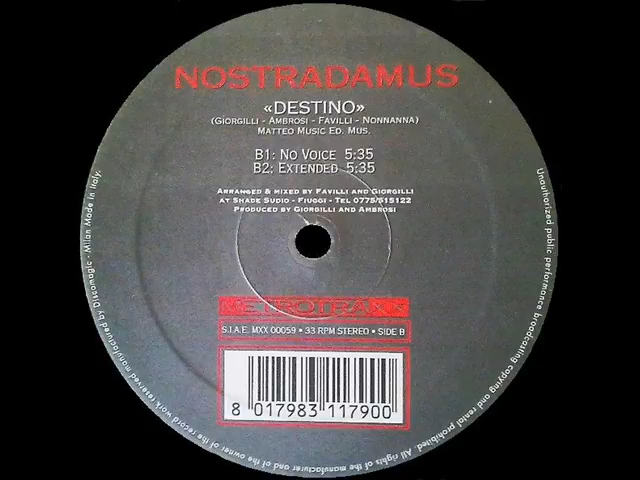 NOSTRADAMUS
«DESTINO»
(GIORGILLI - AMBROSI - FAVILLI - NONNANNA)
MATTEO MUSIC ED. MUS.
B1: NO VOICE 5:35
B2: EXTENDED 5:35
ARRANGED & MIXED BY FAVILLI AND GIORGILLI
AT SHADE SUDIO - FIUGGI - TEL 0775/515122
PRODUCED BY GIORGILLI AND AMBROSI
METROTRAXX
S.I.A.E. MXX 00059 • 33 RPM STEREO • SIDE B
8 017983 117900
Unauthorized public performance broadcasting copying and rental prohibited. All rights of the manufacturer and of the owner of the record work reserved manufactured by Discomagic - Milan Made in Italy.